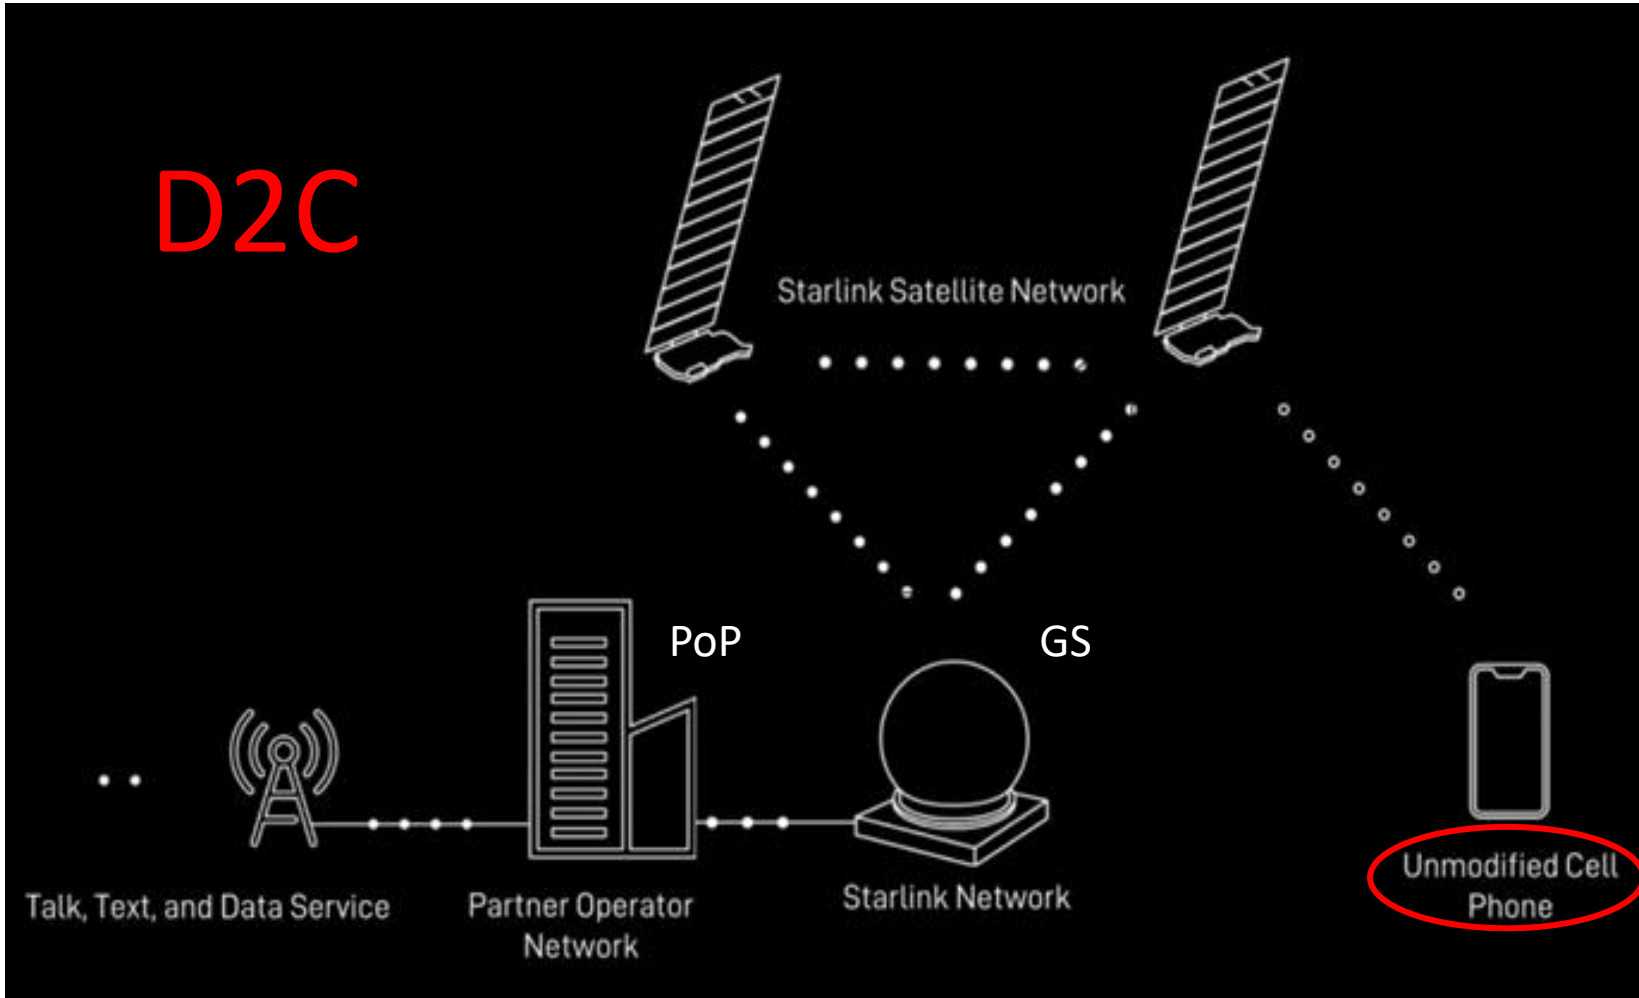 D2C
Starlink Satellite Network
PoP
GS
Talk, Text, and Data Service
Partner Operator
Network
Starlink Network
Unmodified Cell
Phone